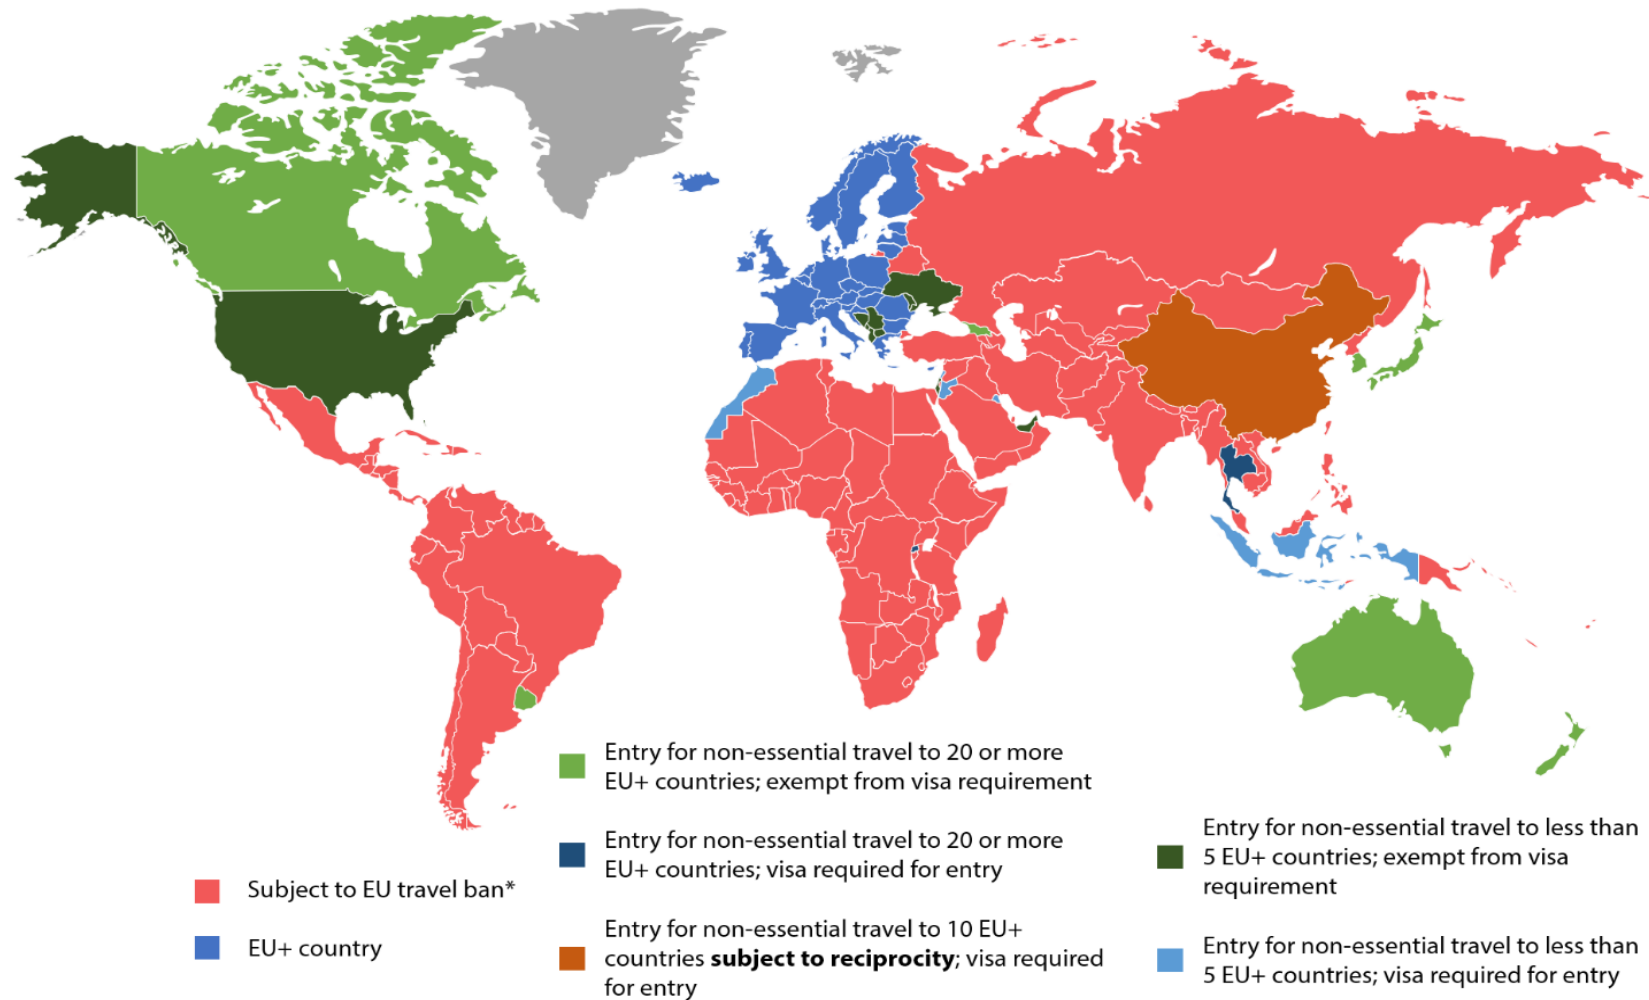 Entry for non-essential travel to 20 or more
EU+ countries; exempt from visa requirement
Entry for non-essential travel to 20 or more
EU+ countries; visa required for entry
Subject to EU travel ban*
EU+ country
Entry for non-essential travel to 10 EU+
countries subject to reciprocity; visa required
for entry
Entry for non-essential travel to less than
5 EU+ countries; exempt from visa
requirement
Entry for non-essential travel to less than
5 EU+ countries; visa required for entry